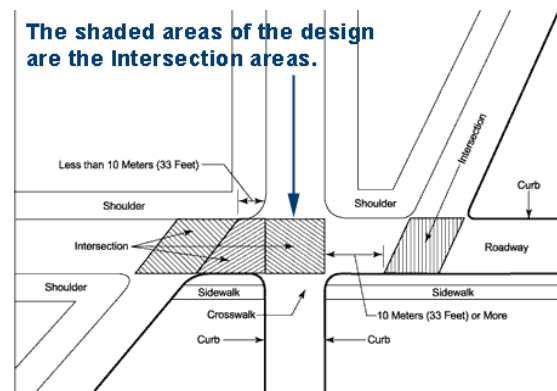 The shaded areas of the design
are the Intersection areas.
Less than 10 Meters (33 Feet)
Intersection
Shoulder
Shoulder
Curb
Intersection
Roadway
Shoulder
Sidewalk
Sidewalk
Crosswalk
10 Meters (33 Feet) or More
Curb
Curb